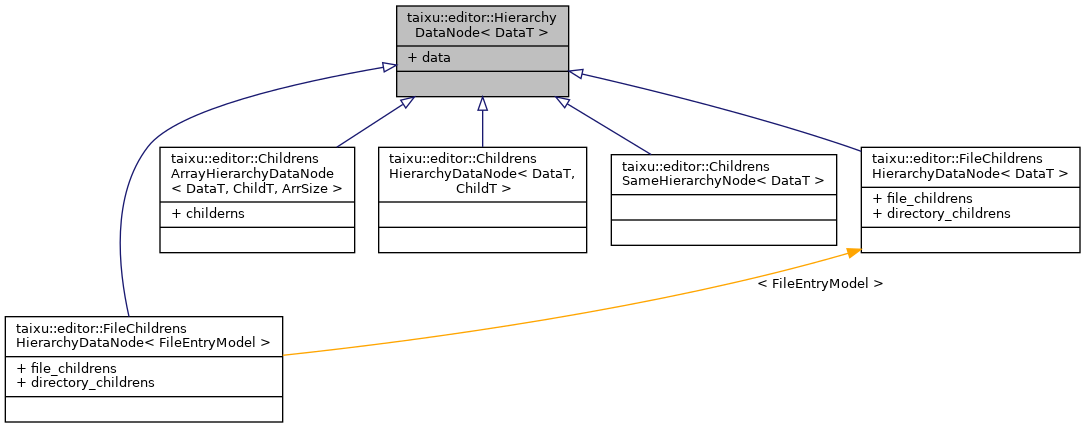 taixu::editor::Hierarchy
DataNode< DataT >
+ data
taixu::editor::Childrens
ArrayHierarchyDataNode
< DataT, ChildT, ArrSize >
+ childerns
taixu::editor::Childrens
HierarchyDataNode< DataT,
ChildT >
taixu::editor::Childrens
SameHierarchyNode< DataT >
taixu::editor::FileChildrens
HierarchyDataNode< DataT >
+ file_childrens
+ directory_childrens
< FileEntryModel >
taixu::editor::FileChildrens
HierarchyDataNode< FileEntryModel >
+ file_childrens
+ directory_childrens